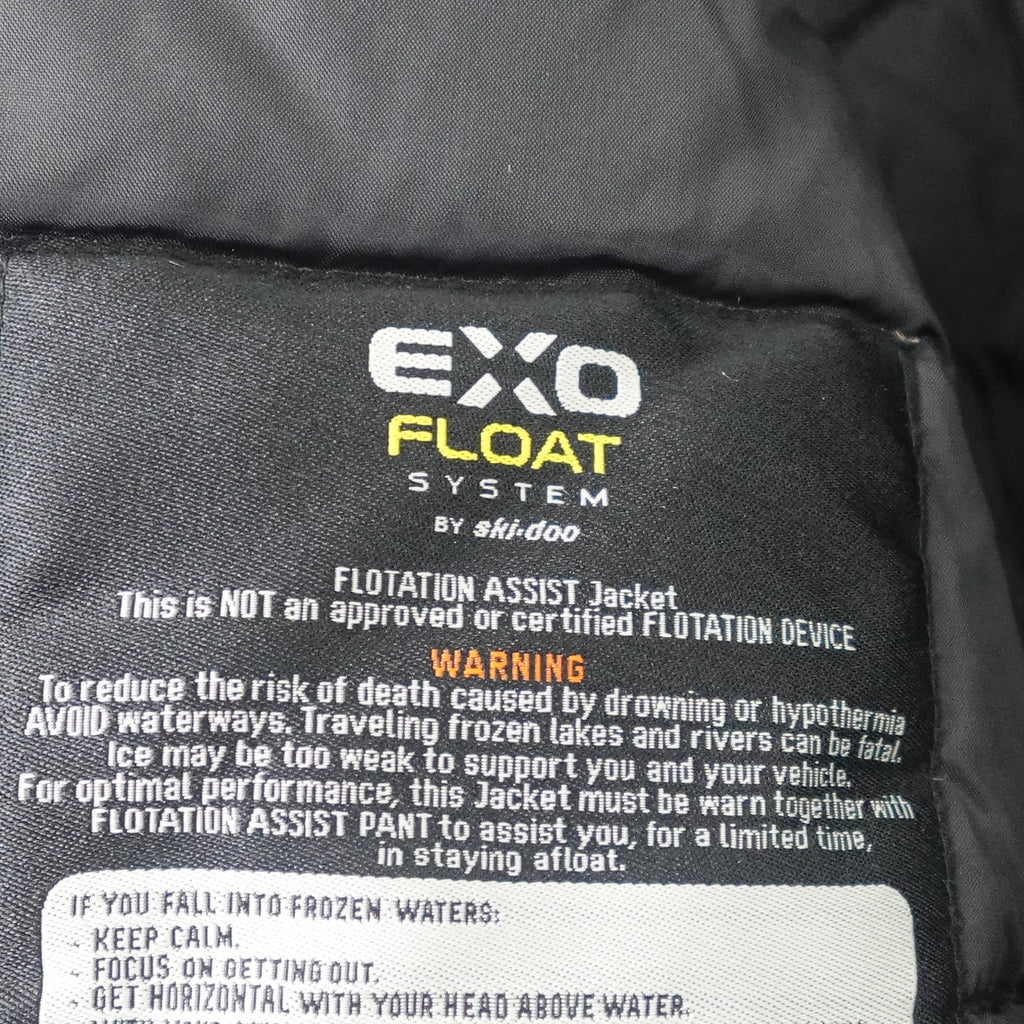 EXO
FLOAT
SYSTEM
BY ski-doo
FLOTATION ASSIST Jacket
This is NOT an approved or certified FLOTATION DEVICE
WARNING
To reduce the risk of death caused by drowning or hypothermia
AVOID waterways. Traveling frozen lakes and rivers can be fatal.
Ice may be too weak to support you and your vehicle.
For optimal performance, this Jacket must be warn together with
FLOTATION ASSIST PANT to assist you, for a limited time,
in staying afloat.
IF YOU FALL INTO FROZEN WATERS:
- KEEP CALM.
- FOCUS ON GETTING OUT.
- GET HORIZONTAL WITH YOUR HEAD ABOVE WATER.